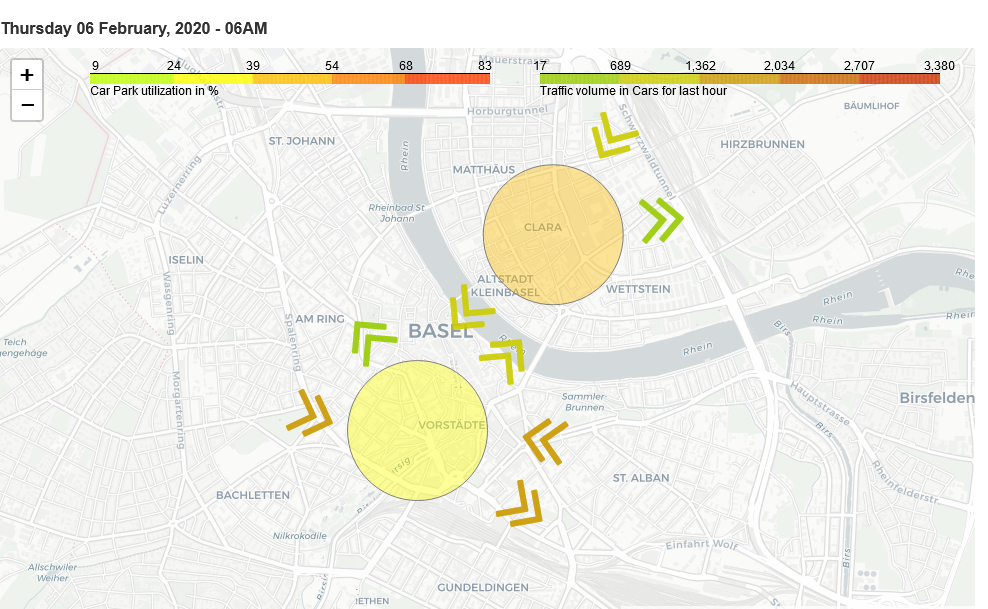 Thursday 06 February, 2020 - 06AM
+
−
9 24 39 54 68 83
Car Park utilization in %
17 689 1,362 2,034 2,707 3,380
Traffic volume in Cars for last hour
Horburgtunnel
BÄUMLIHOF
Schwarzwaldtunnel
ST. JOHANN
HIRZBRUNNEN
Rhein
MATTHÄUS
Luzernerring
Rheinbad St.
Johann
CLARA
ISELIN
ALTSTADT
KLEINBASEL
WETTSTEIN
Wasgenring
Rhein
Rhein
Rhein
AM RING
BASEL
Spalenring
Birs
Teich
Rhein
Morgartenring
Hauptstrasse
Sammler-
Brunnen
Birsfelden
VORSTÄDTE
Birs
ST. ALBAN
BACHLETTEN
Rheinfelderstr.
Nilkrokodile
Einfahrt Wolf
Birs
Allschwiler
Weiher
GUNDELDINGEN